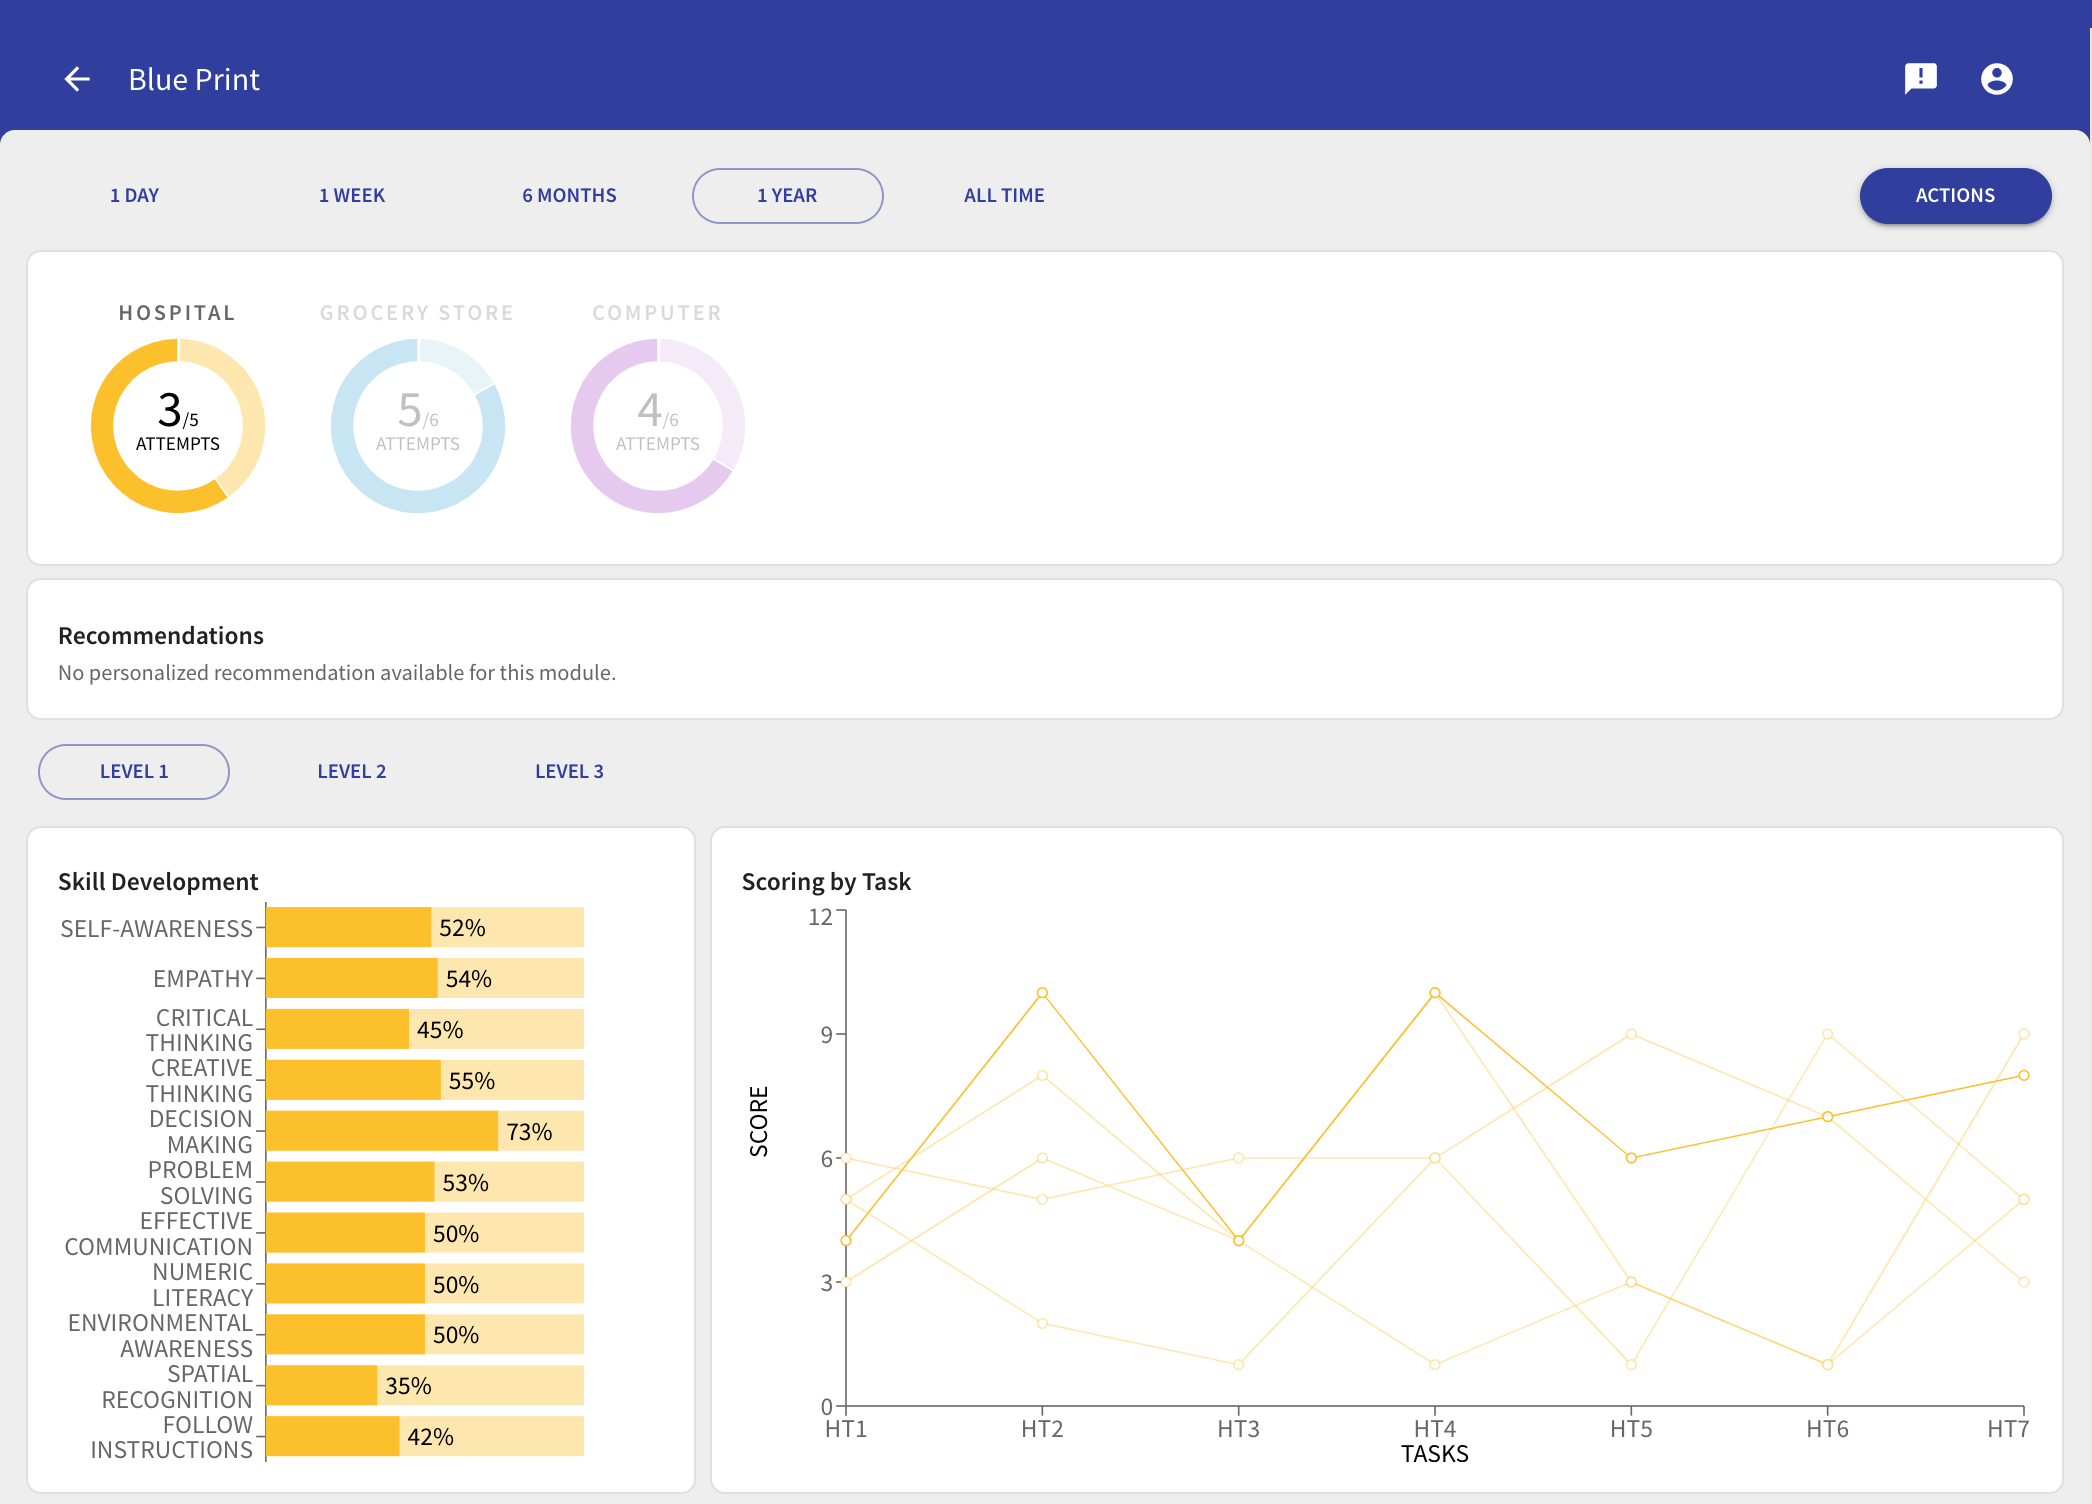 Blue Print
1 DAY
1 WEEK
6 MONTHS
1 YEAR
ALL TIME
ACTIONS
HOSPITAL
3/5
ATTEMPTS
GROCERY STORE
5/6
ATTEMPTS
COMPUTER
4/6
ATTEMPTS
Recommendations
No personalized recommendation available for this module.
LEVEL 1
LEVEL 2
LEVEL 3
Skill Development
SELF-AWARENESS
52%
EMPATHY
54%
CRITICAL
THINKING
45%
CREATIVE
THINKING
55%
DECISION
MAKING
73%
PROBLEM
SOLVING
53%
EFFECTIVE
COMMUNICATION
50%
NUMERIC
LITERACY
50%
ENVIRONMENTAL
AWARENESS
50%
SPATIAL
RECOGNITION
35%
FOLLOW
INSTRUCTIONS
42%
Scoring by Task
12
9
6
3
0
SCORE
HT1
HT2
HT3
HT4
HT5
HT6
HT7
TASKS